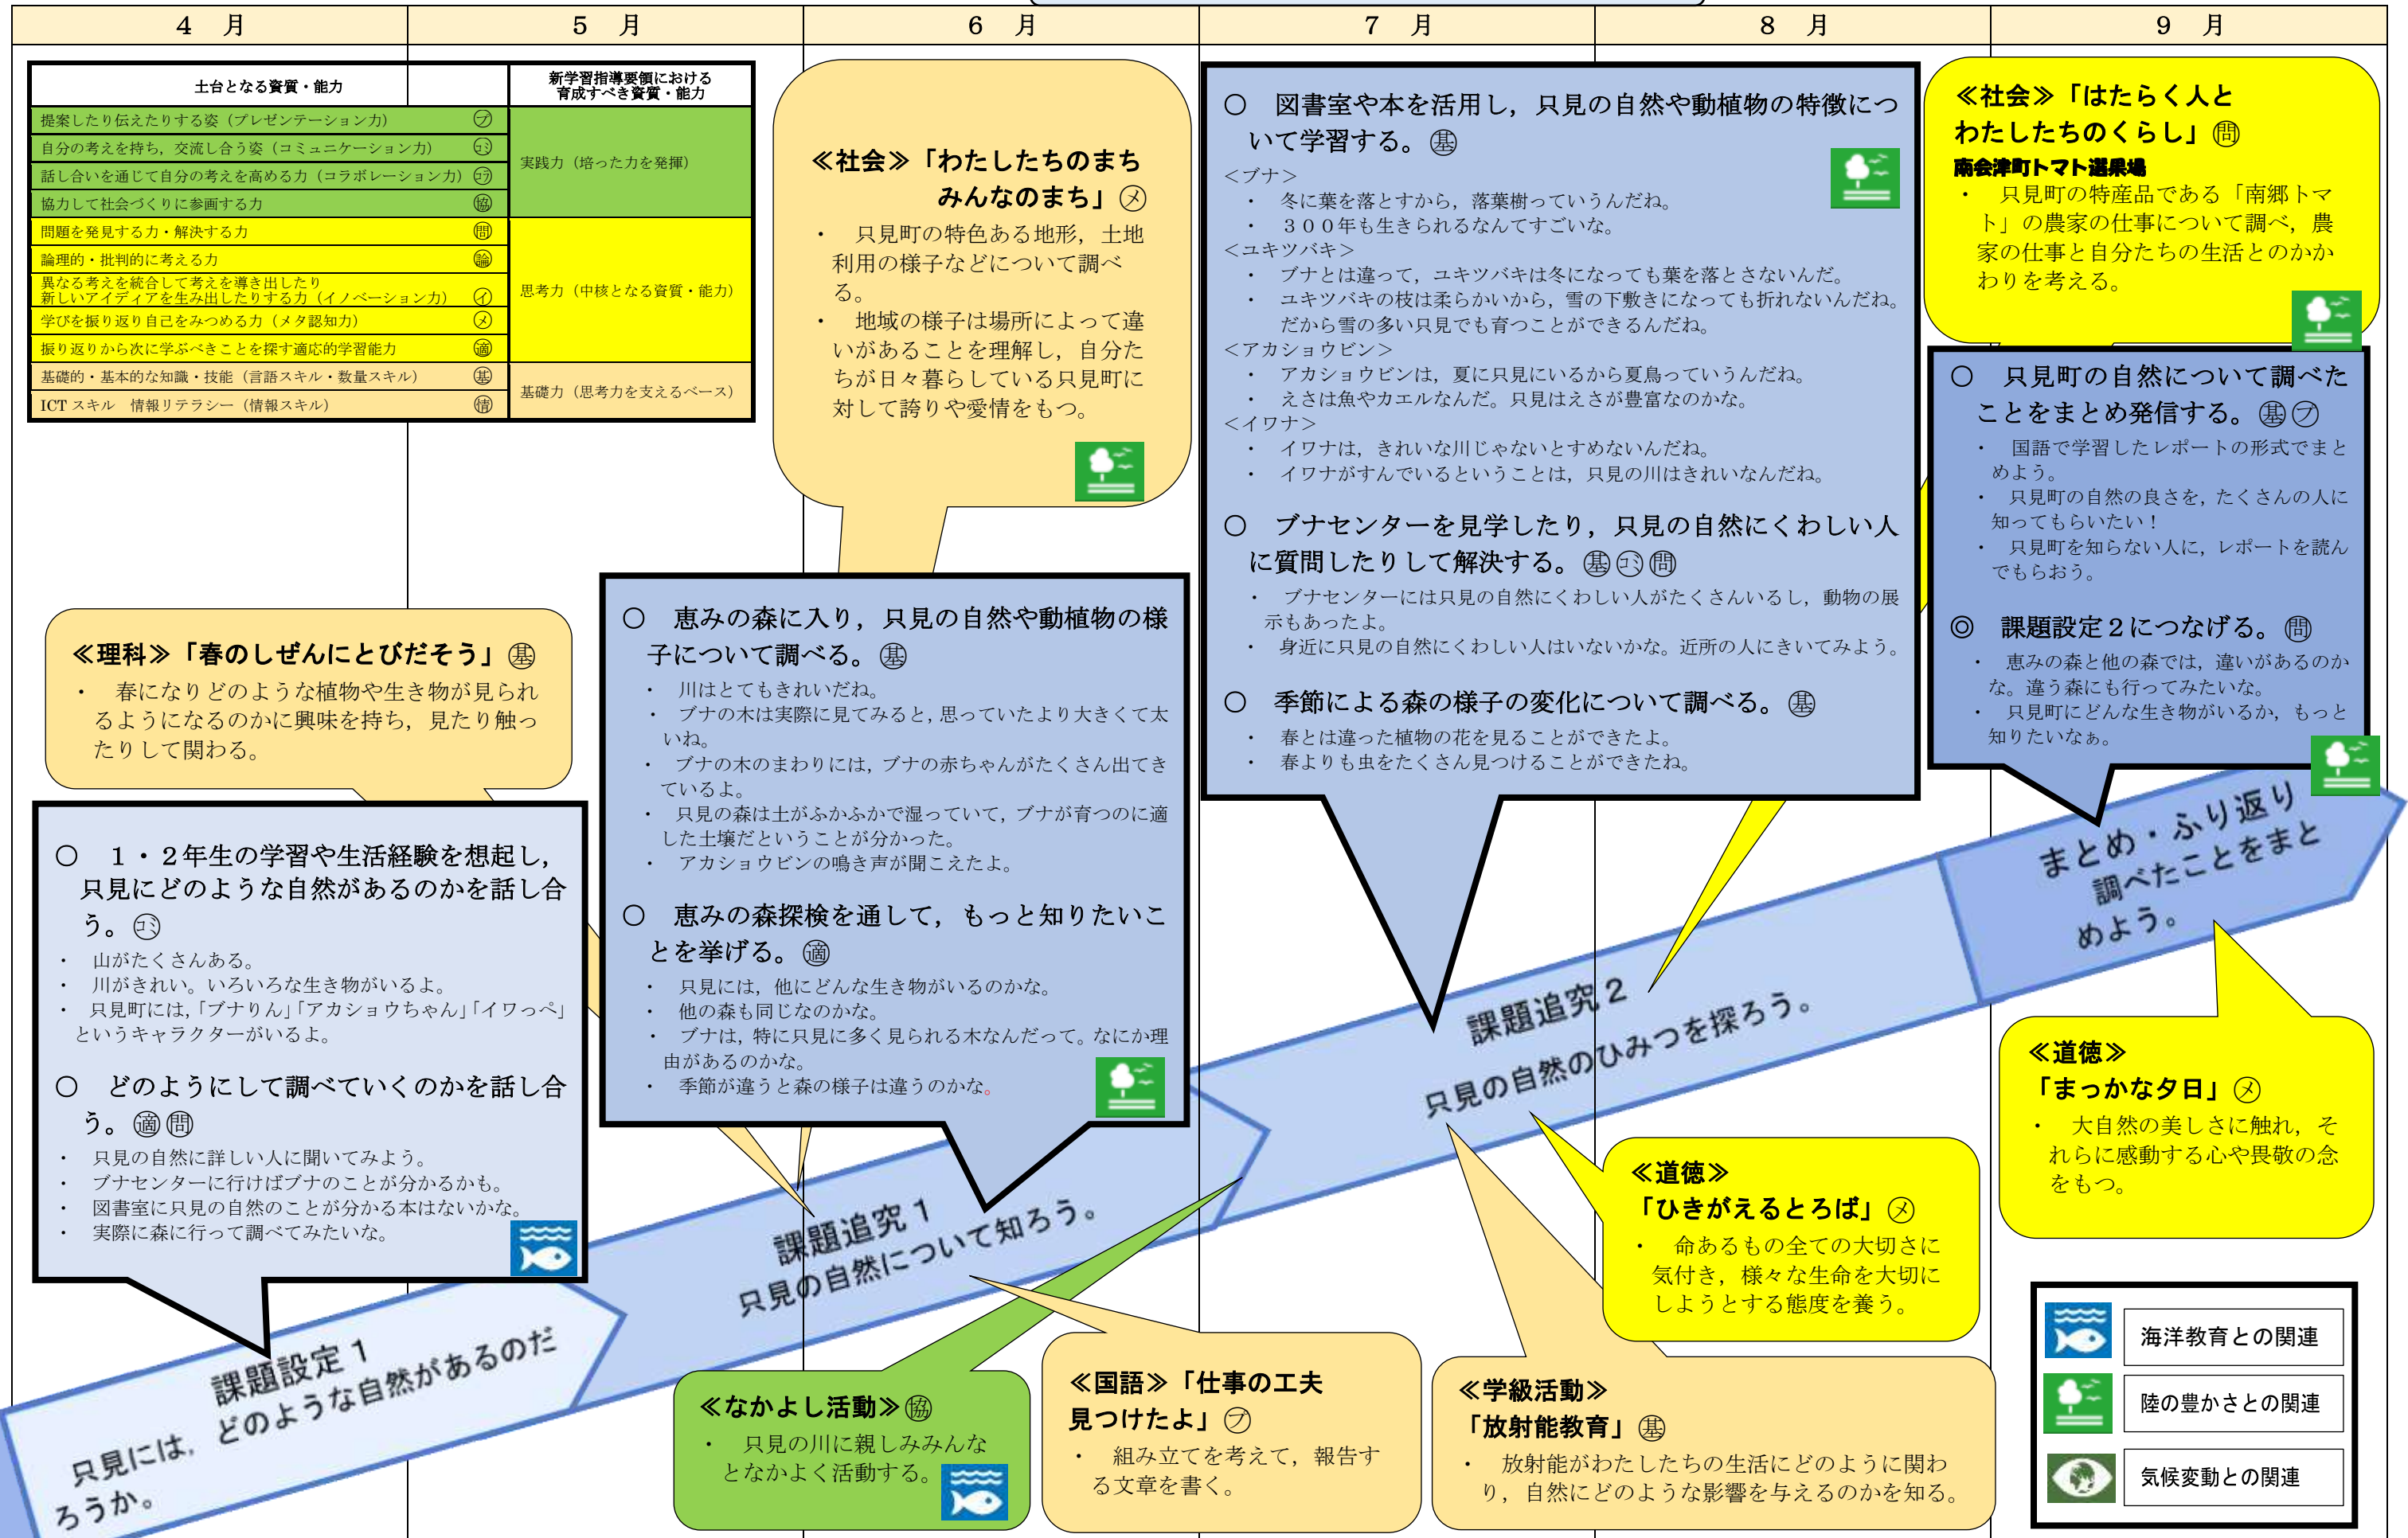 4 月
5 月
6 月
7 月
8 月
9 月
土台となる資質・能力
新学習指導要領における
育成すべき資質・能力
提案したり伝えたりする姿(プレゼンテーション力) ㋫゚
自分の考えを持ち,交流し合う姿(コミュニケーション力) コミ
話し合いを通じて自分の考えを高める力(コラボレーション力) コラ
協力して社会づくりに参画する力 協
実践力(培った力を発揮)
問題を発見する力・解決する力 問
論理的・批判的に考える力 論
異なる考えを統合して考えを導き出したり
新しいアイディアを生み出したりする力(イノベーション力) ㋑
学びを振り返り自己をみつめる力(メタ認知力) ㋱
振り返りから次に学ぶべきことを探す適応的学習能力 ㊜
思考力(中核となる資質・能力)
基礎的・基本的な知識・技能(言語スキル・数量スキル) 基
ICTスキル 情報リテラシー(情報スキル) 情
基礎力(思考力を支えるベース)
≪社会≫「わたしたちのまち
みんなのまち」㋱
・ 只見町の特色ある地形,土地
利用の様子などについて調べ
る。
・ 地域の様子は場所によって違
いがあることを理解し,自分た
ちが日々暮らしている只見町に
対して誇りや愛情をもつ。
○ 図書室や本を活用し,只見の自然や動植物の特徴につ
いて学習する。基
<ブナ>
・ 冬に葉を落とすから,落葉樹っていうんだね。
・ 300年も生きられるなんてすごいな。
<ユキツバキ>
・ ブナとは違って,ユキツバキは冬になっても葉を落とさないんだ。
・ ユキツバキの枝は柔らかいから,雪の下敷きになっても折れないんだね。
だから雪の多い只見でも育つことができるんだね。
<アカショウビン>
・ アカショウビンは,夏に只見にいるから夏鳥っていうんだね。
・ えさは魚やカエルなんだ。只見はえさが豊富なのかな。
<イワナ>
・ イワナは,きれいな川じゃないとすめないんだね。
・ イワナがすんでいるということは,只見の川はきれいなんだね。
○ ブナセンターを見学したり,只見の自然にくわしい人
に質問したりして解決する。基コミ問
・ ブナセンターには只見の自然にくわしい人がたくさんいるし,動物の展
示もあったよ。
・ 身近に只見の自然にくわしい人はいないかな。近所の人にきいてみよう。
○ 季節による森の様子の変化について調べる。基
・ 春とは違った植物の花を見ることができたよ。
・ 春よりも虫をたくさん見つけることができたね。
≪社会≫「はたらく人と
わたしたちのくらし」問
南会津町トマト選果場
・ 只見町の特産品である「南郷トマ
ト」の農家の仕事について調べ,農
家の仕事と自分たちの生活とのかか
わりを考える。
○ 只見町の自然について調べた
ことをまとめ発信する。基プ
・ 国語で学習したレポートの形式でまと
めよう。
・ 只見町の自然の良さを,たくさんの人に
知ってもらいたい!
・ 只見町を知らない人に,レポートを読ん
でもらおう。
◎ 課題設定2につなげる。問
・ 恵みの森と他の森では,違いがあるのか
な。違う森にも行ってみたいな。
・ 只見町にどんな生き物がいるか,もっと
知りたいなぁ。
≪理科≫「春のしぜんにとびだそう」基
・ 春になりどのような植物や生き物が見られ
るようになるのかに興味を持ち,見たり触っ
たりして関わる。
○ 1・2年生の学習や生活経験を想起し,
只見にどのような自然があるのかを話し合
う。コミ
・ 山がたくさんある。
・ 川がきれい。いろいろな生き物がいるよ。
・ 只見町には,「ブナりん」「アカショウちゃん」「イワっペ」
というキャラクターがいるよ。
○ どのようにして調べていくのかを話し合
う。㊜問
・ 只見の自然に詳しい人に聞いてみよう。
・ ブナセンターに行けばブナのことが分かるかも。
・ 図書室に只見の自然のことが分かる本はないかな。
・ 実際に森に行って調べてみたいな。
○ 恵みの森に入り,只見の自然や動植物の様
子について調べる。基
・ 川はとてもきれいだね。
・ ブナの木は実際に見てみると,思っていたより大きくて太
いね。
・ ブナの木のまわりには,ブナの赤ちゃんがたくさん出てき
ているよ。
・ 只見の森は土がふかふかで湿っていて,ブナが育つのに適
した土壌だということが分かった。
・ アカショウビンの鳴き声が聞こえたよ。
○ 恵みの森探検を通して,もっと知りたいこ
とを挙げる。㊜
・ 只見には,他にどんな生き物がいるのかな。
・ 他の森も同じなのかな。
・ ブナは,特に只見に多く見られる木なんだって。なにか理
由があるのかな。
・ 季節が違うと森の様子は違うのかな。
課題設定1
只見には,どのような自然があるのだ
ろうか。
課題追究1
只見の自然について知ろう。
課題追究2
只見の自然のひみつを探ろう。
まとめ・ふり返り
調べたことをまと
めよう。
≪なかよし活動≫協
・ 只見の川に親しみみんな
となかよく活動する。
≪国語≫「仕事の工夫
見つけたよ」プ
・ 組み立てを考えて,報告す
る文章を書く。
≪学級活動≫
「放射能教育」基
・ 放射能がわたしたちの生活にどのように関わ
り,自然にどのような影響を与えるのかを知る。
≪道徳≫
「ひきがえるとろば」㋱
・ 命あるもの全ての大切さに
気付き,様々な生命を大切に
しようとする態度を養う。
≪道徳≫
「まっかな夕日」㋱
・ 大自然の美しさに触れ,そ
れらに感動する心や畏敬の念
をもつ。
海洋教育との関連
陸の豊かさとの関連
気候変動との関連